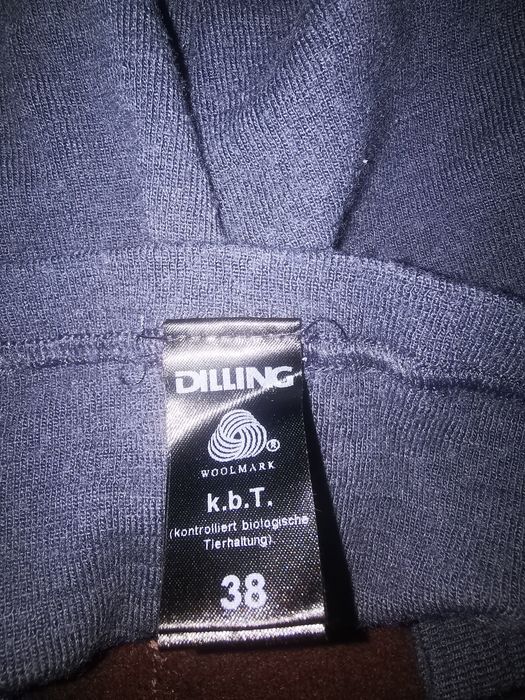 DILLING
®
WOOLMARK
k.b.T.
(kontrolliert biologische
Tierhaltung).
38